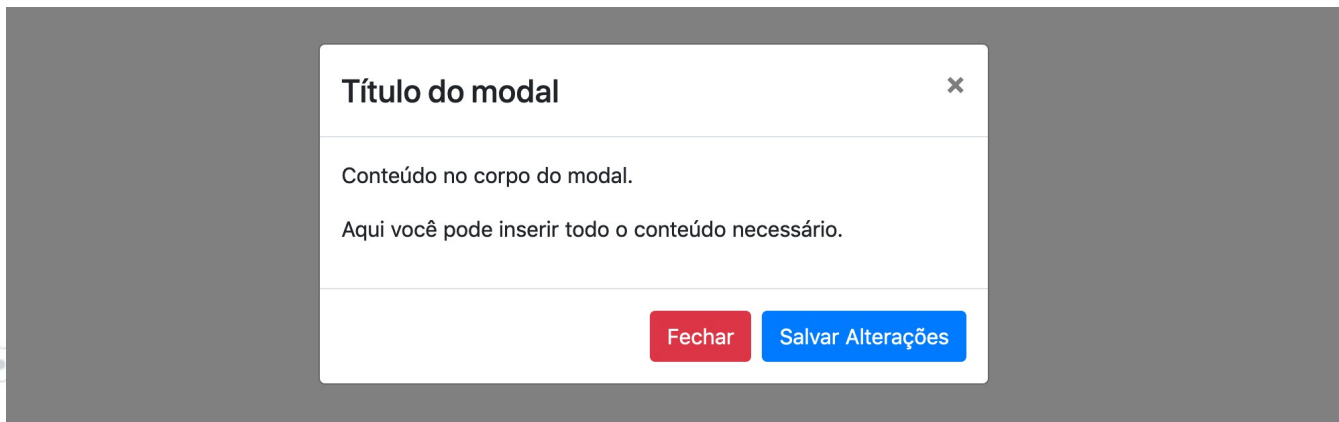 Título do modal
×
Conteúdo no corpo do modal.
Aqui você pode inserir todo o conteúdo necessário.
Fechar
Salvar Alterações